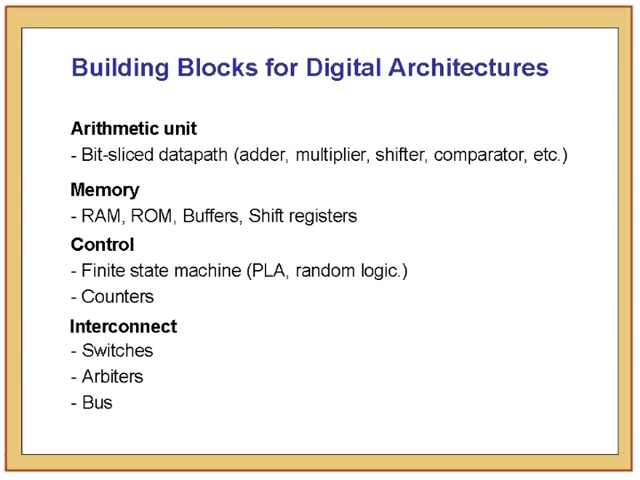 Building Blocks for Digital Architectures
Arithmetic unit
- Bit-sliced datapath (adder, multiplier, shifter, comparator, etc.)
Memory
- RAM, ROM, Buffers, Shift registers
Control
- Finite state machine (PLA, random logic.)
- Counters
Interconnect
- Switches
- Arbiters
- Bus